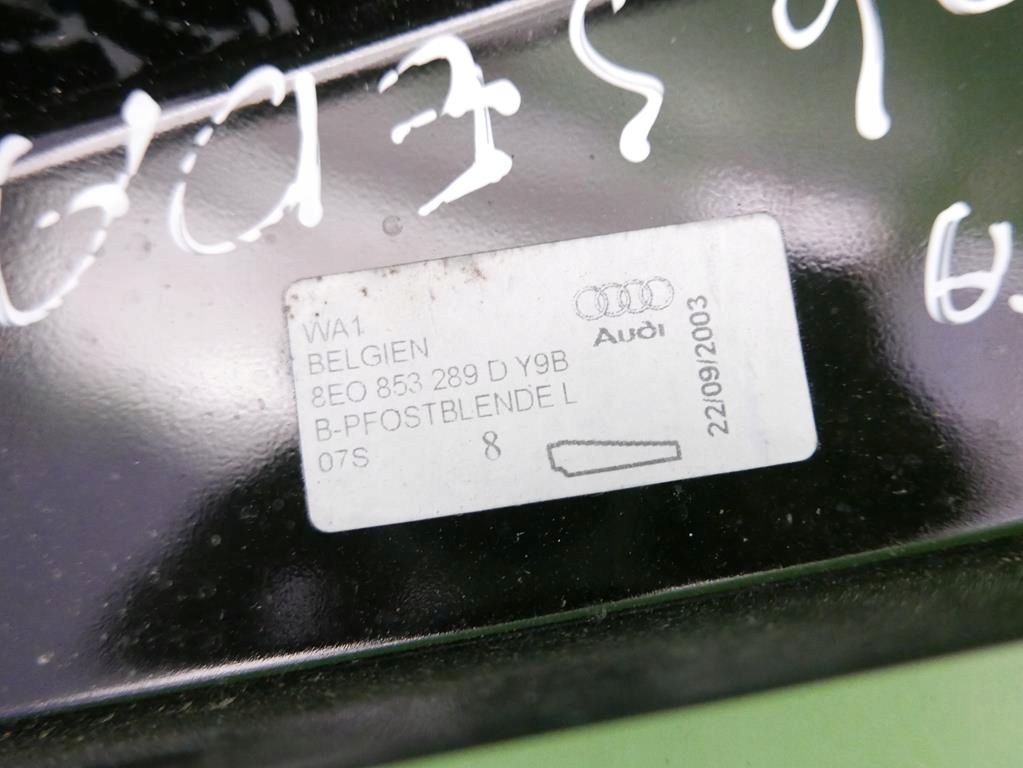 WA1
BELGIEN
8E0 853 289 D Y9B
B-PFOSTBLENDE L
07S 8
Audi
22/09/2003